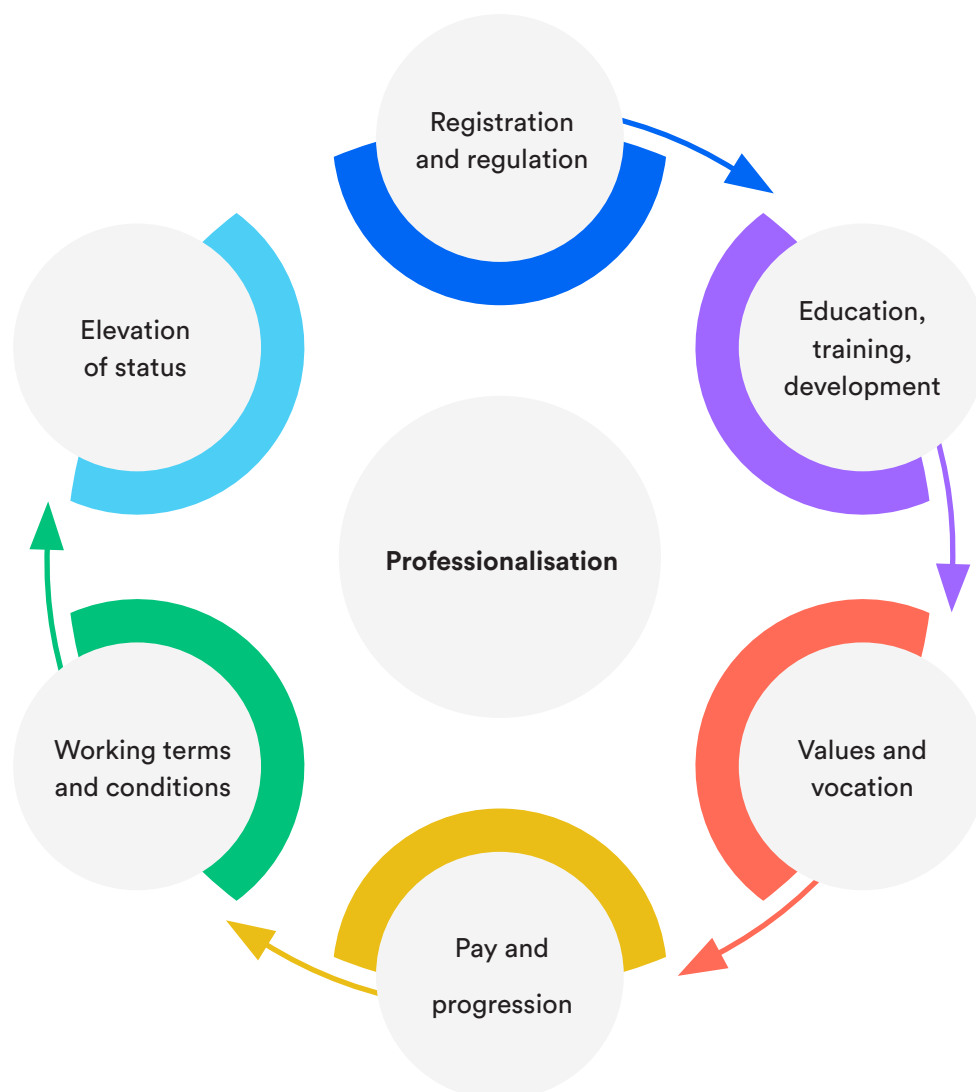 Registration
and regulation
Education,
training,
development
Values and
vocation
Pay and
progression
Working terms
and conditions
Elevation
of status
Professionalisation